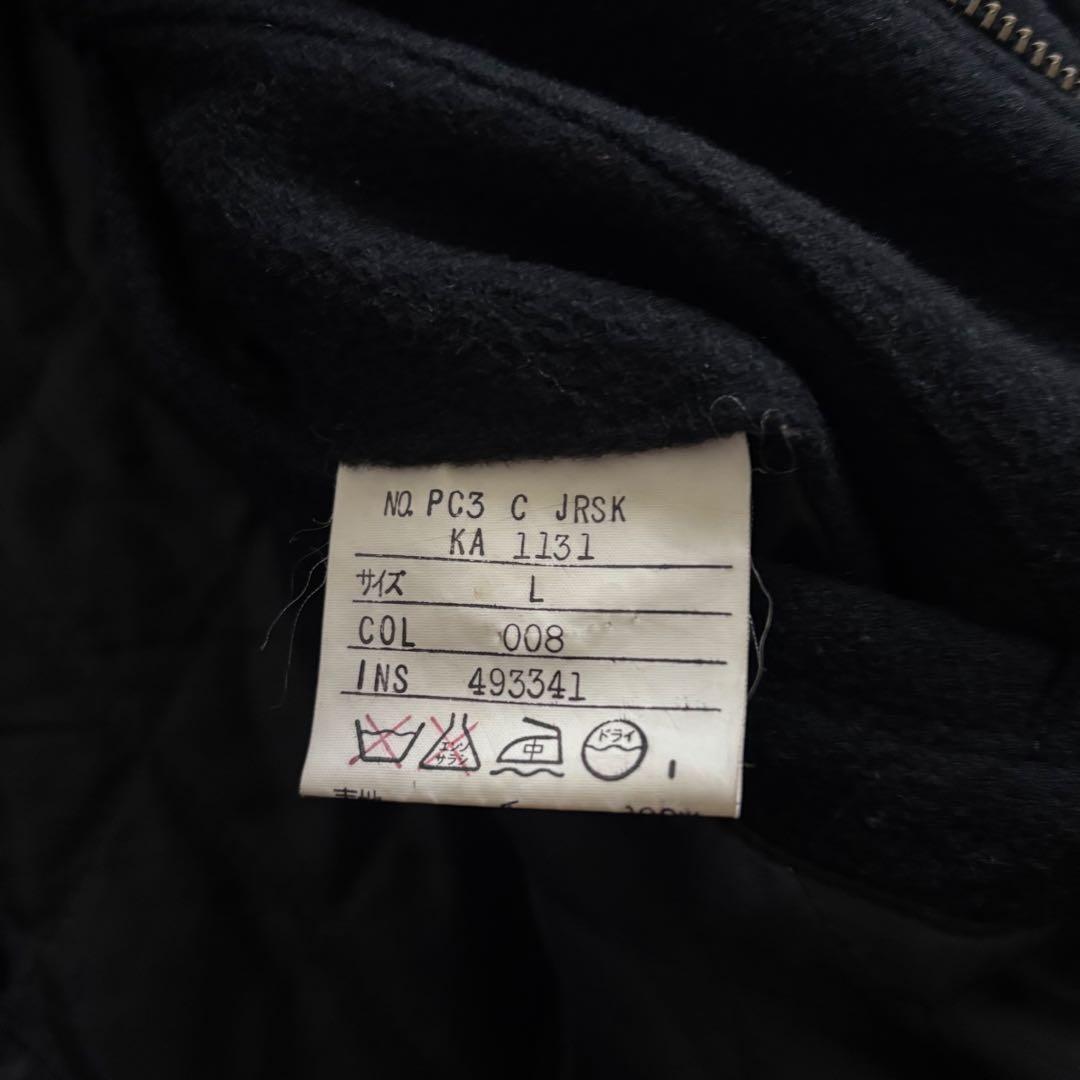 NO. PC3 C JRSK
KA 1131
サイズ L
COL 008
INS 493341
エンソ サラシ 中 ドライ